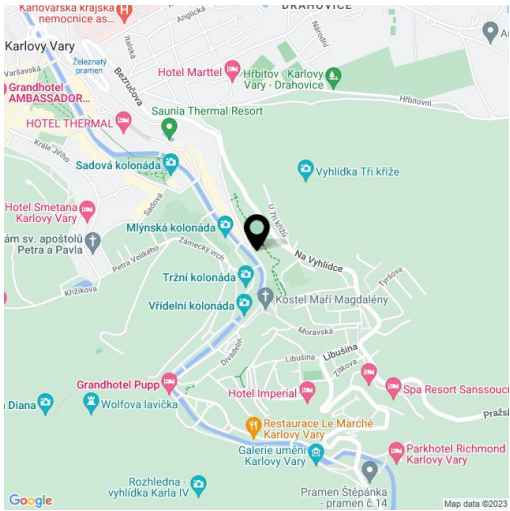 Karlovarská krajská
nemocnice as...
DRAHOVICE
Anglická
Národní
Karlovy Vary
Italská
Železnatý
pramen
Varšavská
Bezručova
Hotel Marttel
Hřbitov - Karlovy
Vary - Drahovice
Grandhotel
AMBASSADOR...
Hřbitovní
Saunia Thermal Resort
HOTEL THERMAL
Krále Jiřího
Sadová kolonáda
Vyhlídka Tři kříže
Sadová
U Tří křížů
Hotel Smetana
Karlovy Vary
Mlýnská kolonáda
ám sv. apoštolů
Petra a Pavla
Zámecký vrch
Petra Velikého
Na Vyhlídce
Tržní kolonáda
Tyršova
Křižíkova
Vřídelní kolonáda
Kostel Maří Magdalény
Moravská
Divadelní
Libušina
Libušina
Zítkova
Grandhotel Pupp
Hotel Imperial
Spa Resort Sanssouci
Diana
Wolfova lavička
Pražsk
Restaurace Le Marché
Karlovy Vary
Galerie umění
Karlovy Vary
Parkhotel Richmond
Karlovy Vary
Rozhledna -
vyhlídka Karla IV
Pramen Štěpánka
- pramen č.14
Google
Map data ©2023